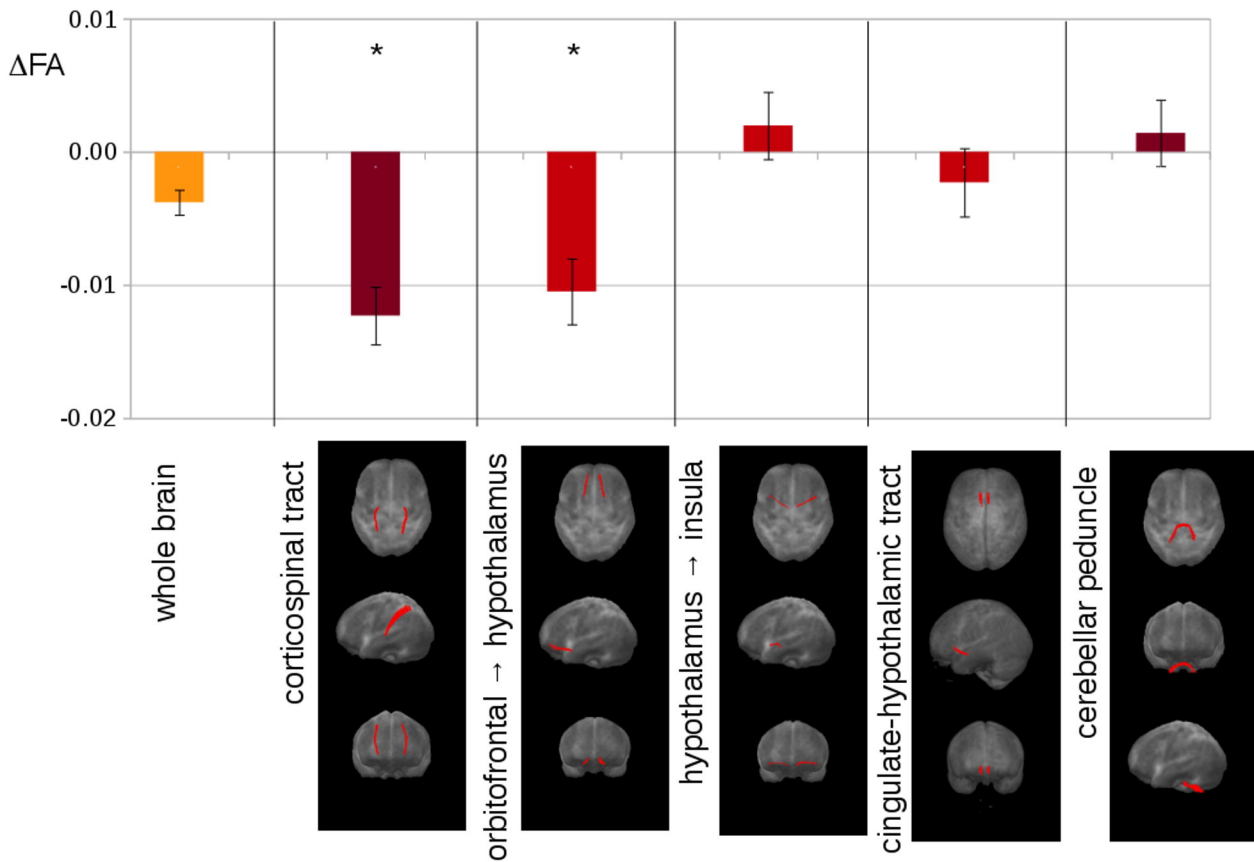 0.01
ΔFA
* *
0.00
-0.01
-0.02
whole brain
corticospinal tract
orbitofrontal → hypothalamus
hypothalamus → insula
cingulate-hypothalamic tract
cerebellar peduncle